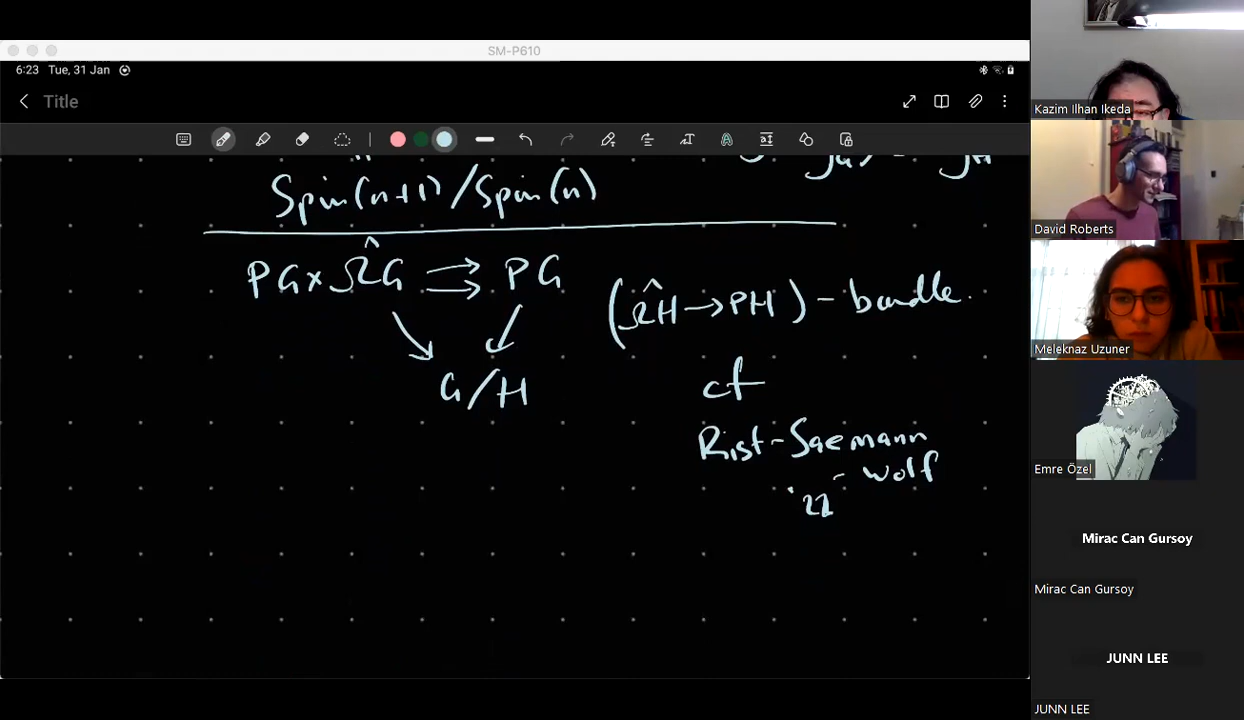 SM-P610
6:23 Tue, 31 Jan
Title
Spin(n+1)/Spin(n)
PG×Ω̂G ⇉ PG
(Ω̂H→PH)-bundle.
G/H
cf
Rist-Saemann
-Wolf
'22
Kazim Ilhan Ikeda
David Roberts
Meleknaz Uzuner
Emre Özel
Mirac Can Gursoy
Mirac Can Gursoy
JUNN LEE
JUNN LEE